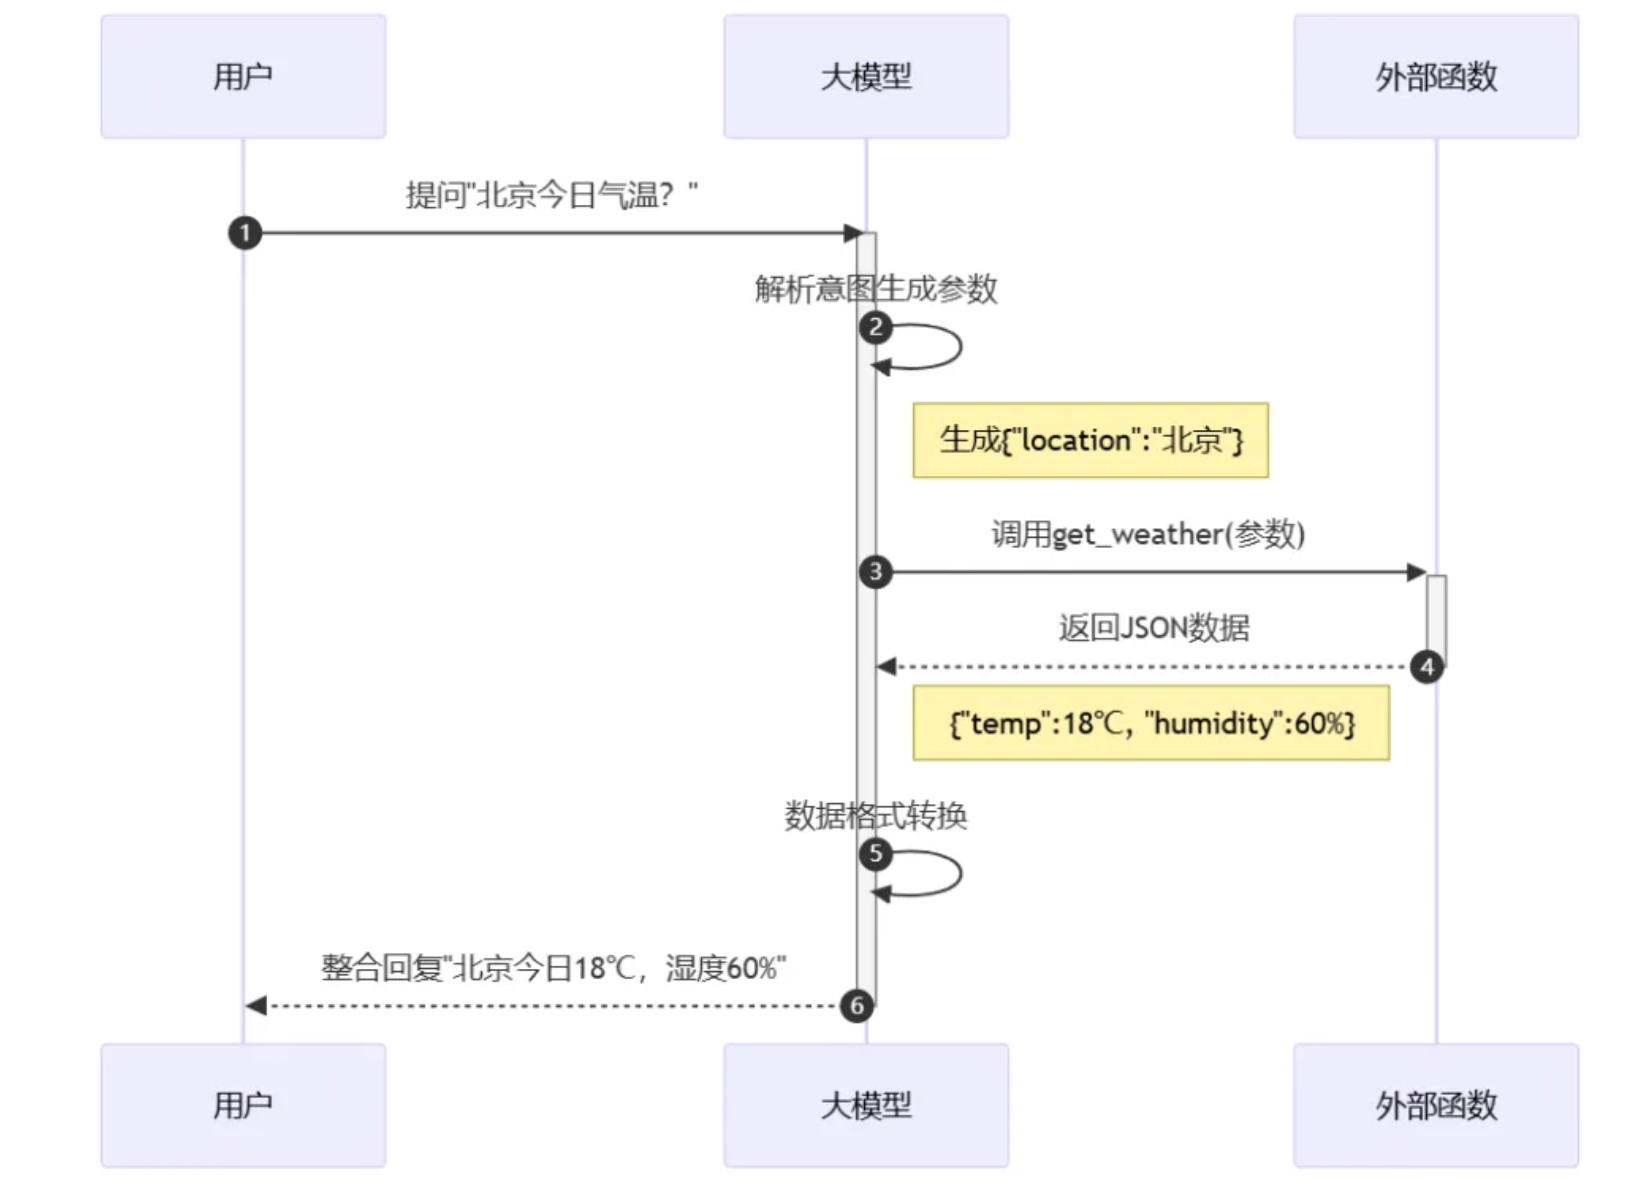 用户
大模型
外部函数
提问"北京今日气温？"
1
解析意图生成参数
2
生成{"location":"北京"}
调用get_weather(参数)
3
返回JSON数据
4
{"temp":18℃，"humidity":60%}
数据格式转换
5
整合回复"北京今日18℃，湿度60%"
6
用户
大模型
外部函数